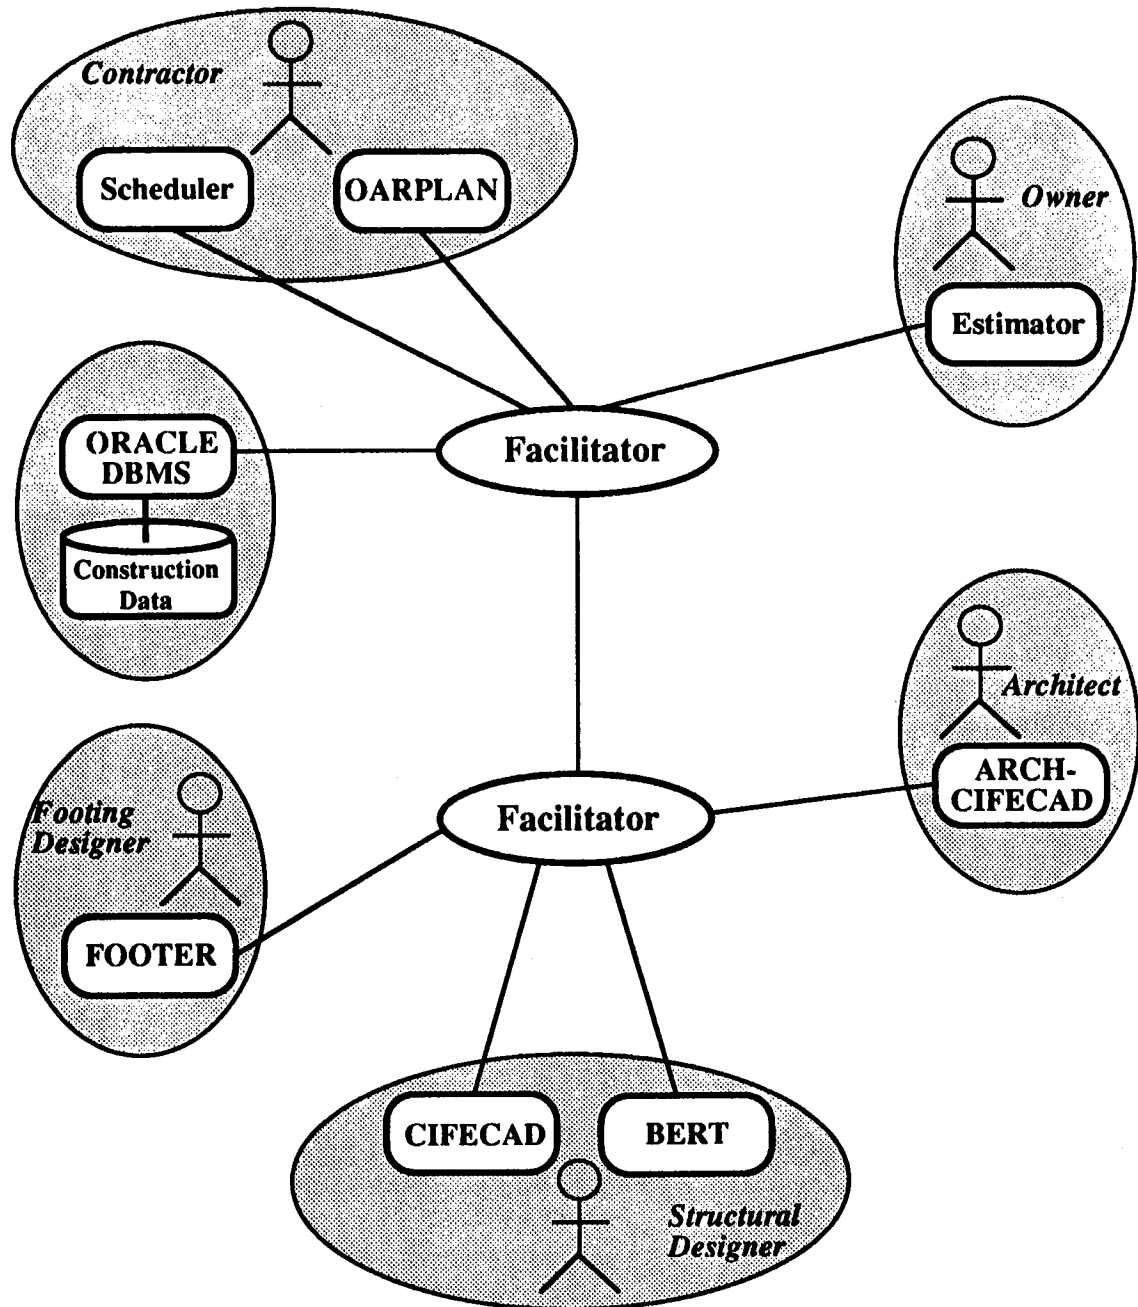 Contractor
Scheduler
OARPLAN
Owner
Estimator
ORACLE
DBMS
Construction
Data
Facilitator
Architect
ARCH-
CIFECAD
Footing
Designer
FOOTER
Facilitator
CIFECAD
BERT
Structural
Designer